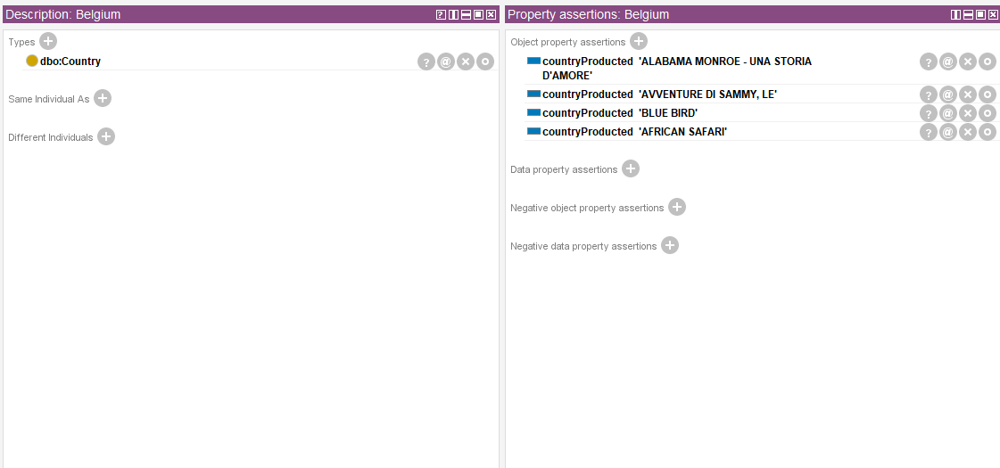 Description: Belgium
Types
dbo:Country
Same Individual As
Different Individuals
Property assertions: Belgium
Object property assertions
countryProducted 'ALABAMA MONROE - UNA STORIA
D'AMORE'
countryProducted 'AVVENTURE DI SAMMY, LE'
countryProducted 'BLUE BIRD'
countryProducted 'AFRICAN SAFARI'
Data property assertions
Negative object property assertions
Negative data property assertions